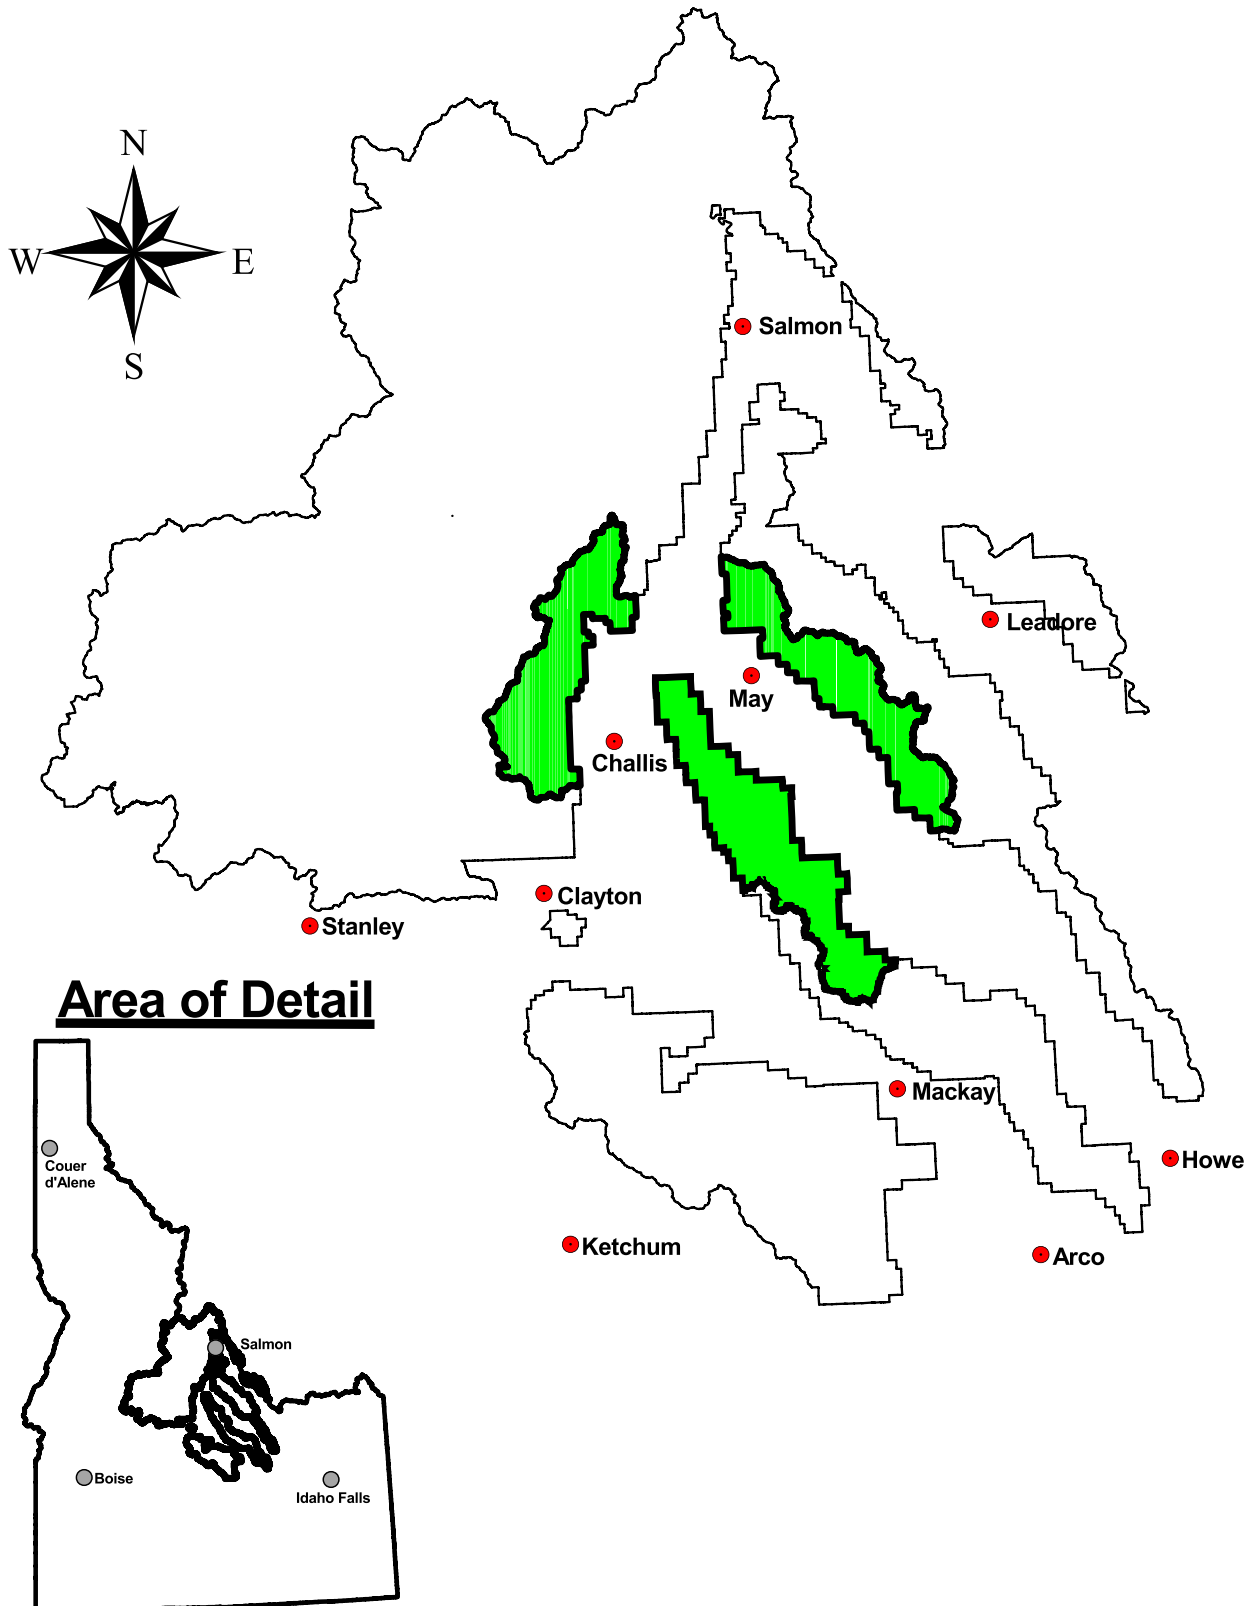 N
W
E
S
Salmon
Leadore
May
Challis
Clayton
Stanley
Area of Detail
Mackay
Howe
Ketchum
Arco
Couer
d'Alene
Salmon
Boise
Idaho Falls